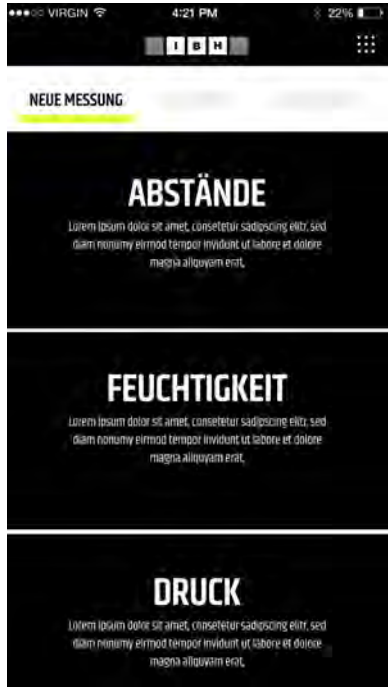 VIRGIN 4:21 PM 22%
IBH
NEUE MESSUNG
ABSTÄNDE
Lorem ipsum dolor sit amet, consetetur sadipscing elitr, sed
diam nonumy eirmod tempor invidunt ut labore et dolore
magna aliquyam erat,
FEUCHTIGKEIT
Lorem ipsum dolor sit amet, consetetur sadipscing elitr, sed
diam nonumy eirmod tempor invidunt ut labore et dolore
magna aliquyam erat,
DRUCK
Lorem ipsum dolor sit amet, consetetur sadipscing elitr, sed
diam nonumy eirmod tempor invidunt ut labore et dolore
magna aliquyam erat,